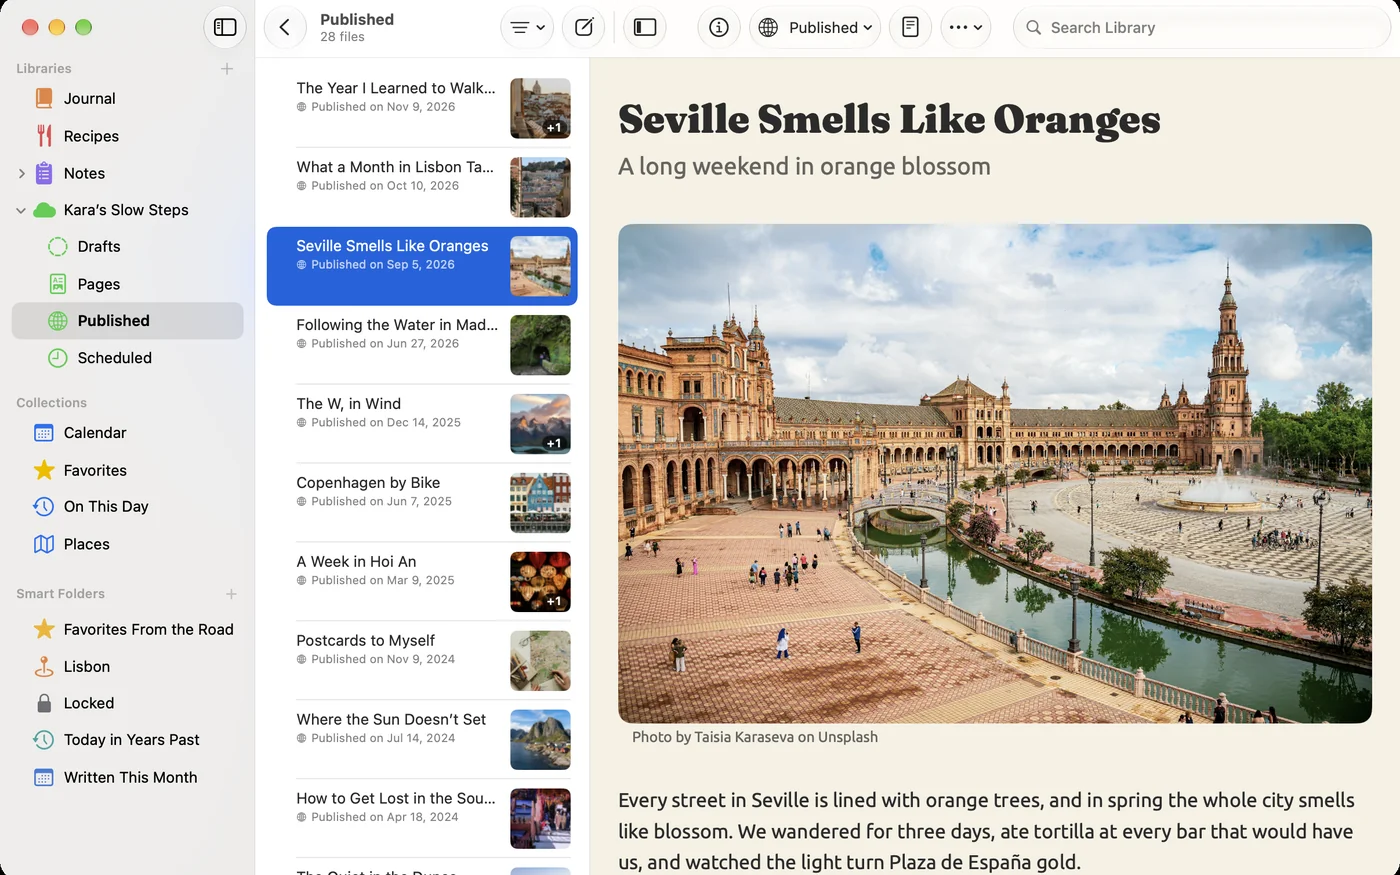 Libraries
Journal
Recipes
Notes
Kara's Slow Steps
Drafts
Pages
Published
Scheduled
Collections
Calendar
Favorites
On This Day
Places
Smart Folders
Favorites From the Road
Lisbon
Locked
Today in Years Past
Written This Month
Published
28 files
Published
Search Library
The Year I Learned to Walk...
Published on Nov 9, 2026
+1
What a Month in Lisbon Ta...
Published on Oct 10, 2026
Seville Smells Like Oranges
Published on Sep 5, 2026
Following the Water in Mad...
Published on Jun 27, 2026
The W, in Wind
Published on Dec 14, 2025
+1
Copenhagen by Bike
Published on Jun 7, 2025
A Week in Hoi An
Published on Mar 9, 2025
+1
Postcards to Myself
Published on Nov 9, 2024
Where the Sun Doesn't Set
Published on Jul 14, 2024
How to Get Lost in the Sou...
Published on Apr 18, 2024
Seville Smells Like Oranges
A long weekend in orange blossom
Photo by Taisia Karaseva on Unsplash
Every street in Seville is lined with orange trees, and in spring the whole city smells
like blossom. We wandered for three days, ate tortilla at every bar that would have
us, and watched the light turn Plaza de España gold.